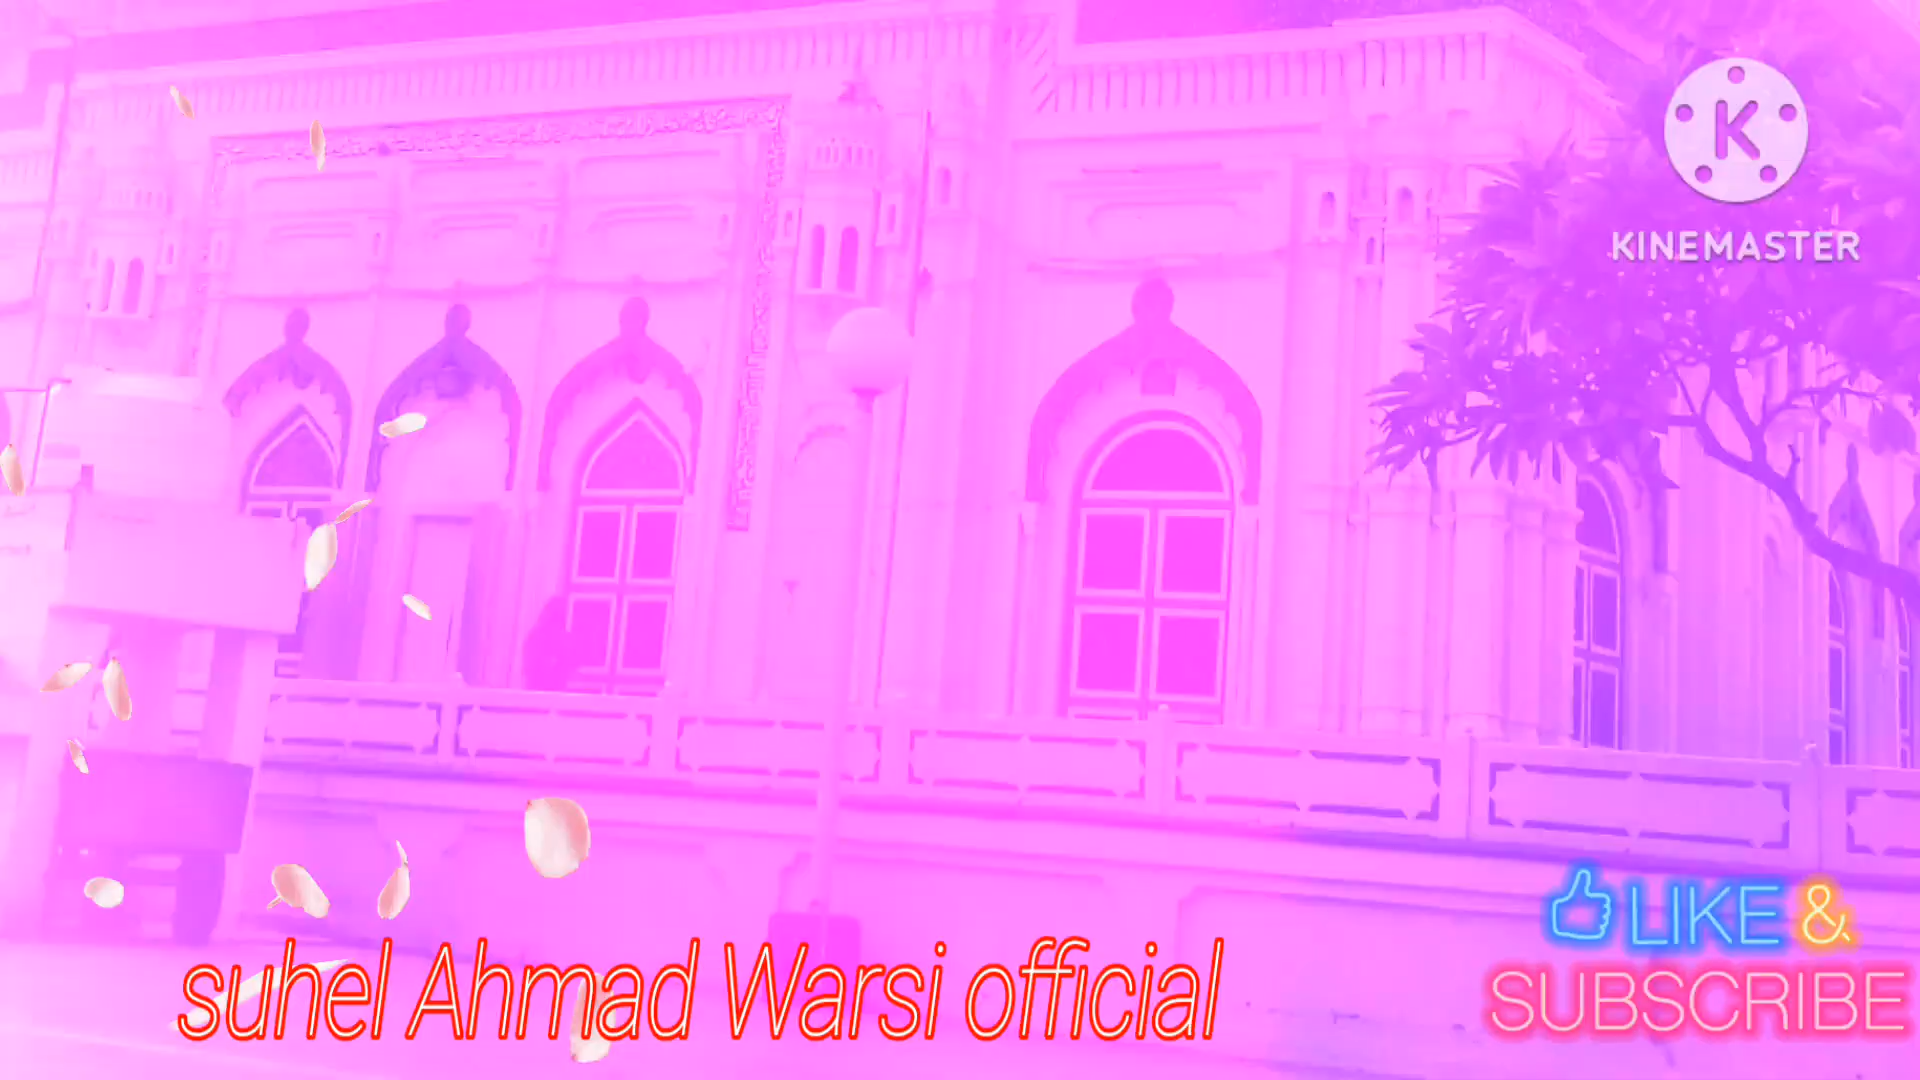 K
KINEMASTER
LIKE &
SUBSCRIBE
suhel Ahmad Warsi official